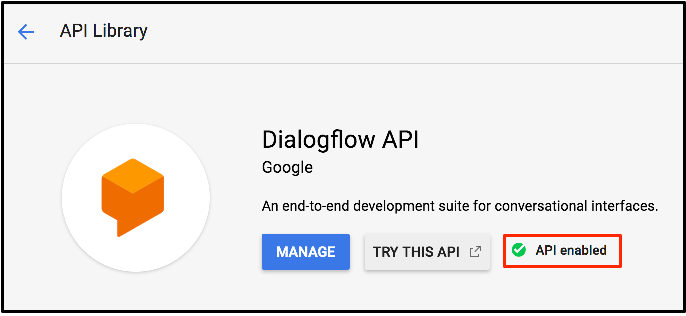 API Library
Dialogflow API
Google
An end-to-end development suite for conversational interfaces.
MANAGE TRY THIS API API enabled